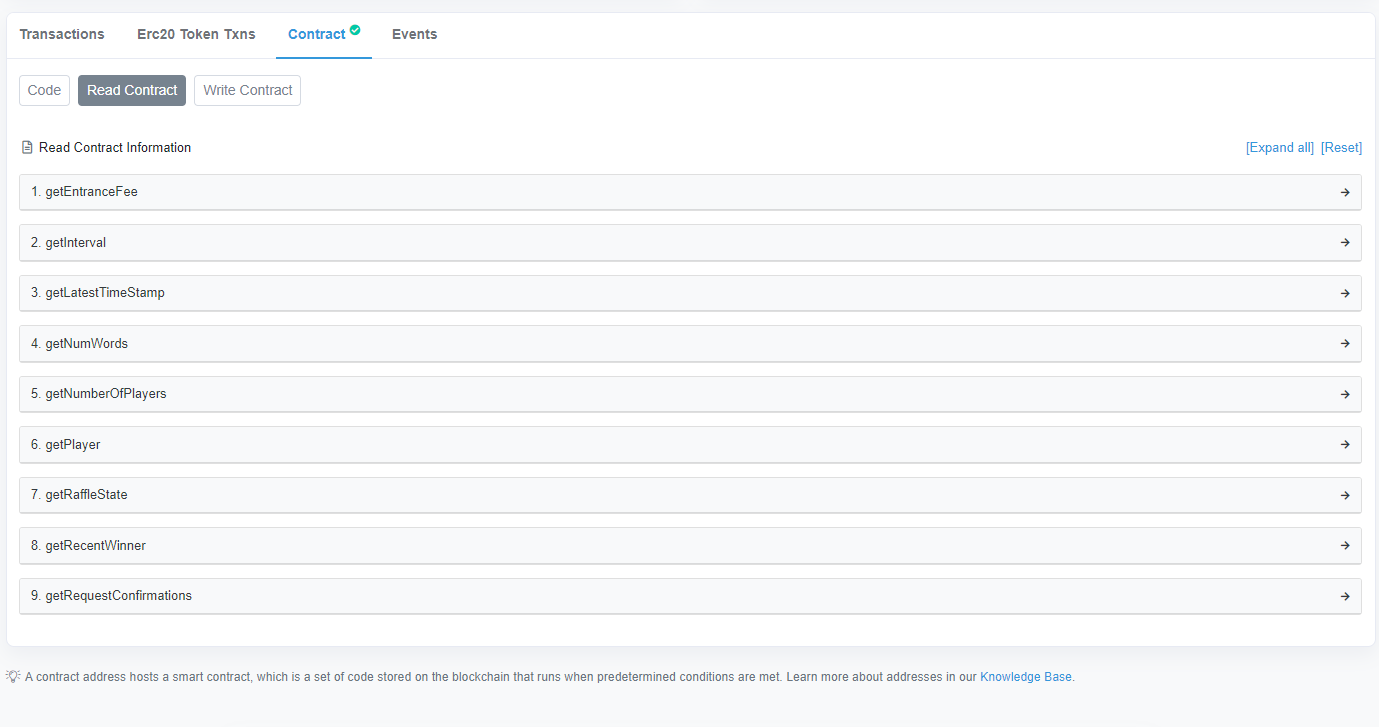 Transactions Erc20 Token Txns Contract Events
Code Read Contract Write Contract
Read Contract Information [Expand all] [Reset]
1. getEntranceFee
2. getInterval
3. getLatestTimeStamp
4. getNumWords
5. getNumberOfPlayers
6. getPlayer
7. getRaffleState
8. getRecentWinner
9. getRequestConfirmations
A contract address hosts a smart contract, which is a set of code stored on the blockchain that runs when predetermined conditions are met. Learn more about addresses in our Knowledge Base.